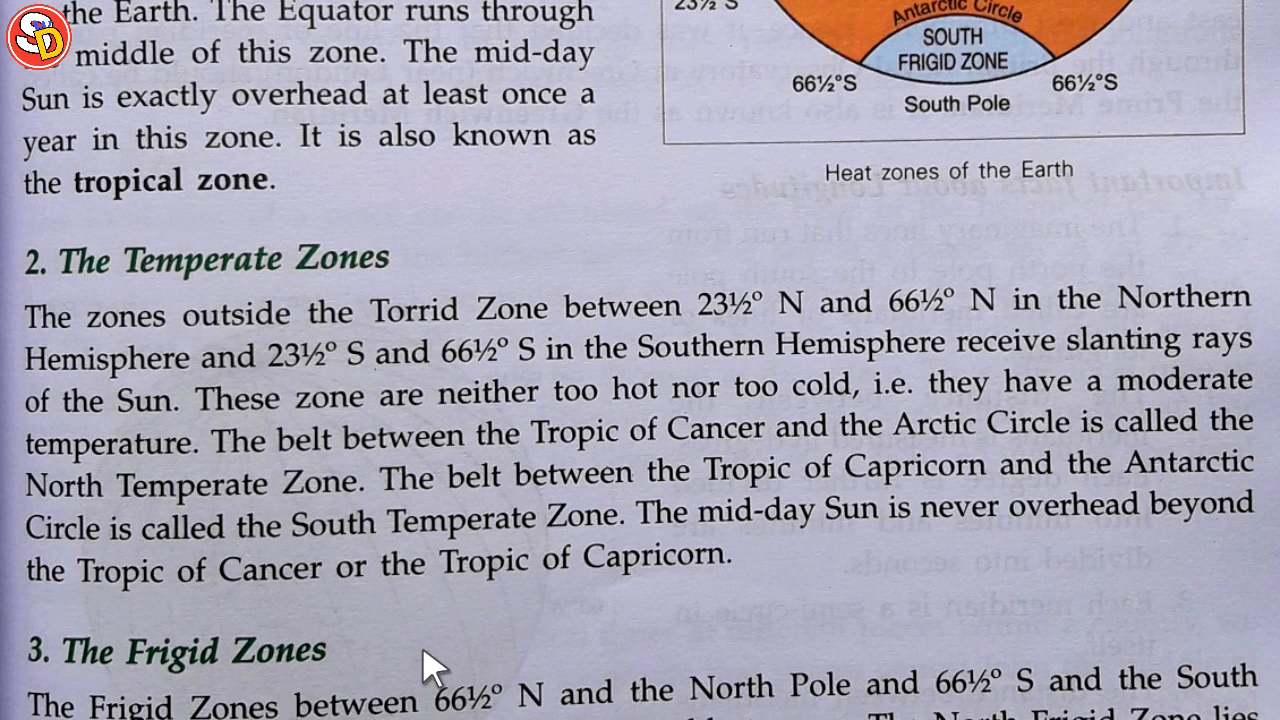 SD
the Earth. The Equator runs through
middle of this zone. The mid-day
Sun is exactly overhead at least once a
year in this zone. It is also known as
the tropical zone.
23½°S
Antarctic Circle
SOUTH
FRIGID ZONE
66½°S
66½°S
South Pole
Heat zones of the Earth
2. The Temperate Zones
The zones outside the Torrid Zone between 23½° N and 66½° N in the Northern
Hemisphere and 23½° S and 66½° S in the Southern Hemisphere receive slanting rays
of the Sun. These zone are neither too hot nor too cold, i.e. they have a moderate
temperature. The belt between the Tropic of Cancer and the Arctic Circle is called the
North Temperate Zone. The belt between the Tropic of Capricorn and the Antarctic
Circle is called the South Temperate Zone. The mid-day Sun is never overhead beyond
the Tropic of Cancer or the Tropic of Capricorn.
3. The Frigid Zones
The Frigid Zones between 66½° N and the North Pole and 66½° S and the South
The North Frigid Zone lies